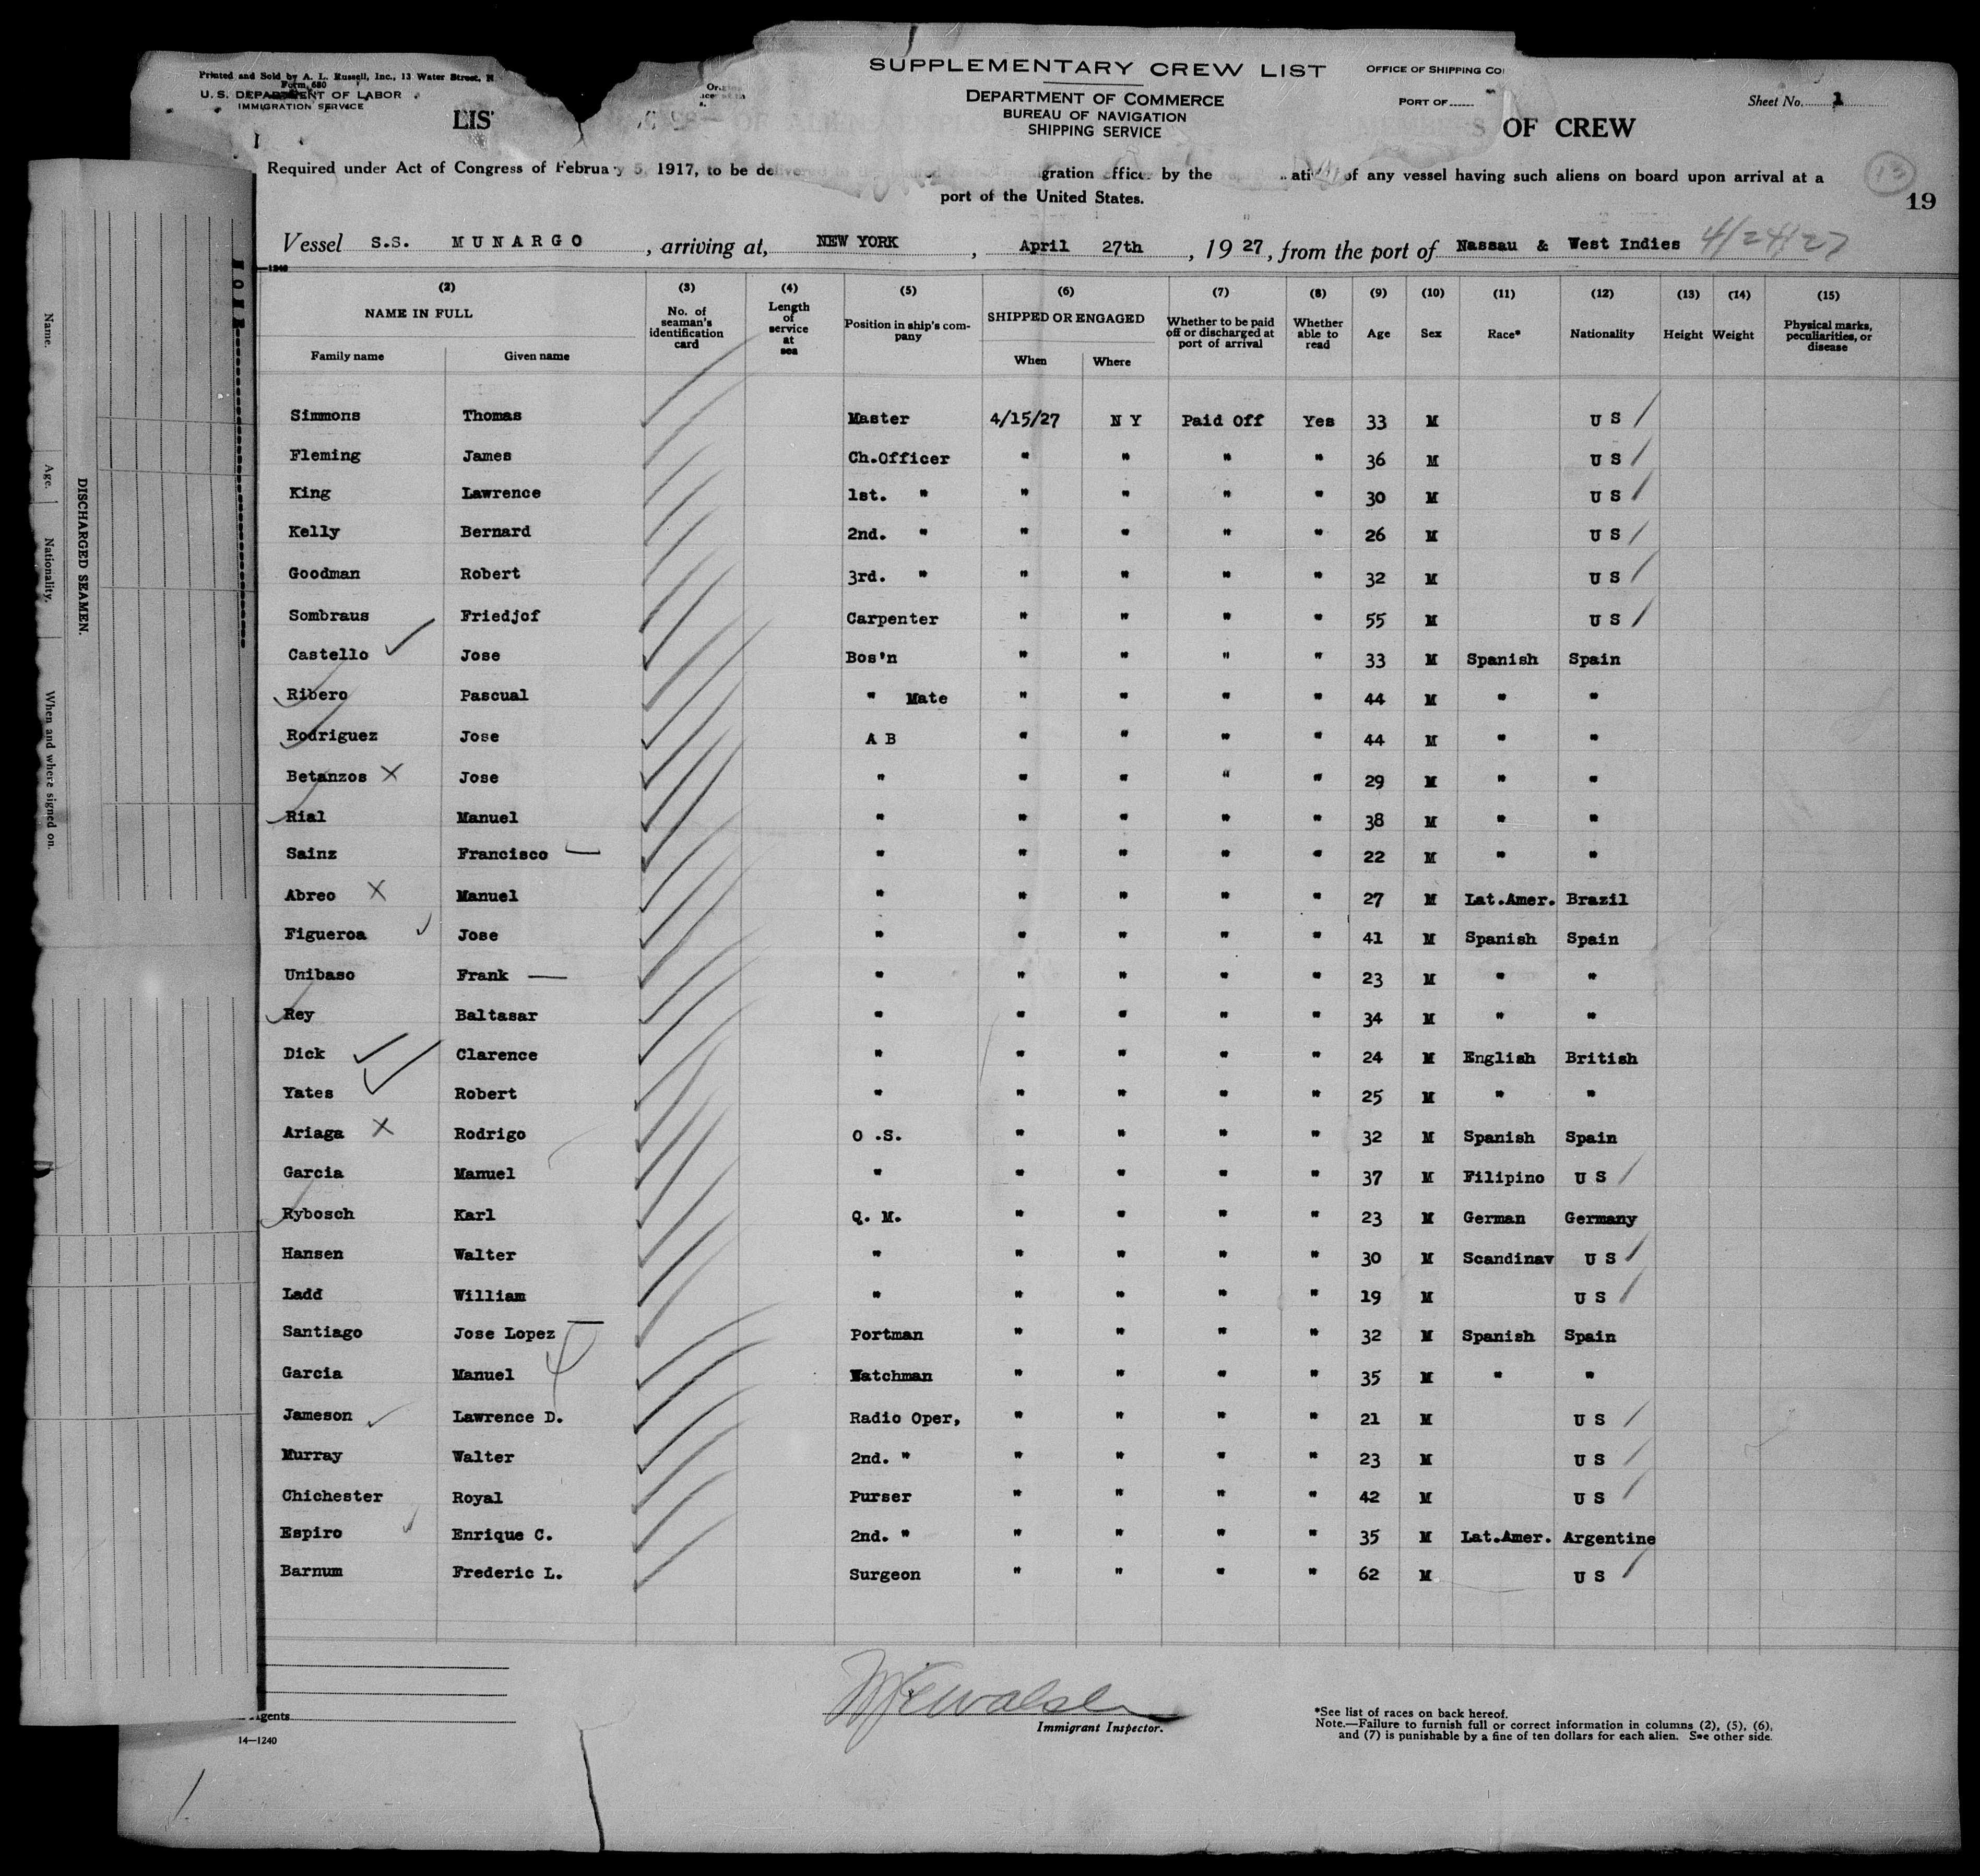 SUPPLEMENTARY CREW LIST
OFFICE OF SHIPPING
Printed and Sold by A. L. Russell, Inc., 13 Water Street, N
Form 680
U. S. DEPARTMENT OF LABOR
IMMIGRATION SERVICE
DEPARTMENT OF COMMERCE
BUREAU OF NAVIGATION
SHIPPING SERVICE
PORT OF
Sheet No. 1
LIS OF CREW
Required under Act of Congress of February 5, 1917, to be delivered gration officer by the of any vessel having such aliens on board upon arrival at a
port of the United States.
13
19
Vessel S.S. MUNARGO, arriving at, NEW YORK, April 27th, 1927, from the port of Nassau & West Indies 4/24/27
(2) (3) (4) (5) (6) (7) (8) (9) (10) (11) (12) (13) (14) (15)
NAME IN FULL
Family name Given name
No. of seaman's identification card
Length of service at sea
Position in ship's company
SHIPPED OR ENGAGED
When Where
Whether to be paid off or discharged at port of arrival
Whether able to read
Age Sex Race* Nationality Height Weight
Physical marks, peculiarities, or disease
Simmons Thomas Master 4/15/27 N Y Paid Off Yes 33 M U S
Fleming James Ch.Officer " " " " 36 M U S
King Lawrence 1st. " " " " " 30 M U S
Kelly Bernard 2nd. " " " " " 26 M U S
Goodman Robert 3rd. " " " " " 32 M U S
Sombraus Friedjof Carpenter " " " " 55 M U S
Castello Jose Bos'n " " " " 33 M Spanish Spain
Ribero Pascual " Mate " " " " 44 M " "
Rodriguez Jose A B " " " " 44 M " "
Betanzos X Jose " " " " " 29 M " "
Rial Manuel " " " " " 38 M " "
Sainz Francisco " " " " " 22 M " "
Abreo X Manuel " " " " " 27 M Lat.Amer. Brazil
Figueroa Jose " " " " " 41 M Spanish Spain
Unibaso Frank " " " " " 23 M " "
Rey Baltasar " " " " " 34 M " "
Dick Clarence " " " " " 24 M English British
Yates Robert " " " " " 25 M " "
Ariaga X Rodrigo O .S. " " " " 32 M Spanish Spain
Garcia Manuel " " " " " 37 M Filipino U S
Rybosch Karl Q. M. " " " " 23 M German Germany
Hansen Walter " " " " " 30 M Scandinav U S
Ladd William " " " " " 19 M U S
Santiago Jose Lopez Portman " " " " 32 M Spanish Spain
Garcia Manuel Watchman " " " " 35 M " "
Jameson Lawrence D. Radio Oper, " " " " 21 M U S
Murray Walter 2nd. " " " " " 23 M U S
Chichester Royal Purser " " " " 42 M U S
Espiro Enrique C. 2nd. " " " " " 35 M Lat.Amer. Argentine
Barnum Frederic L. Surgeon " " " " 62 M U S
Immigrant Inspector.
*See list of races on back hereof.
Note.—Failure to furnish full or correct information in columns (2), (5), (6),
and (7) is punishable by a fine of ten dollars for each alien. See other side.
gents
14—1240
DISCHARGED SEAMEN.
Name.
Age.
Nationality.
When and where signed on.